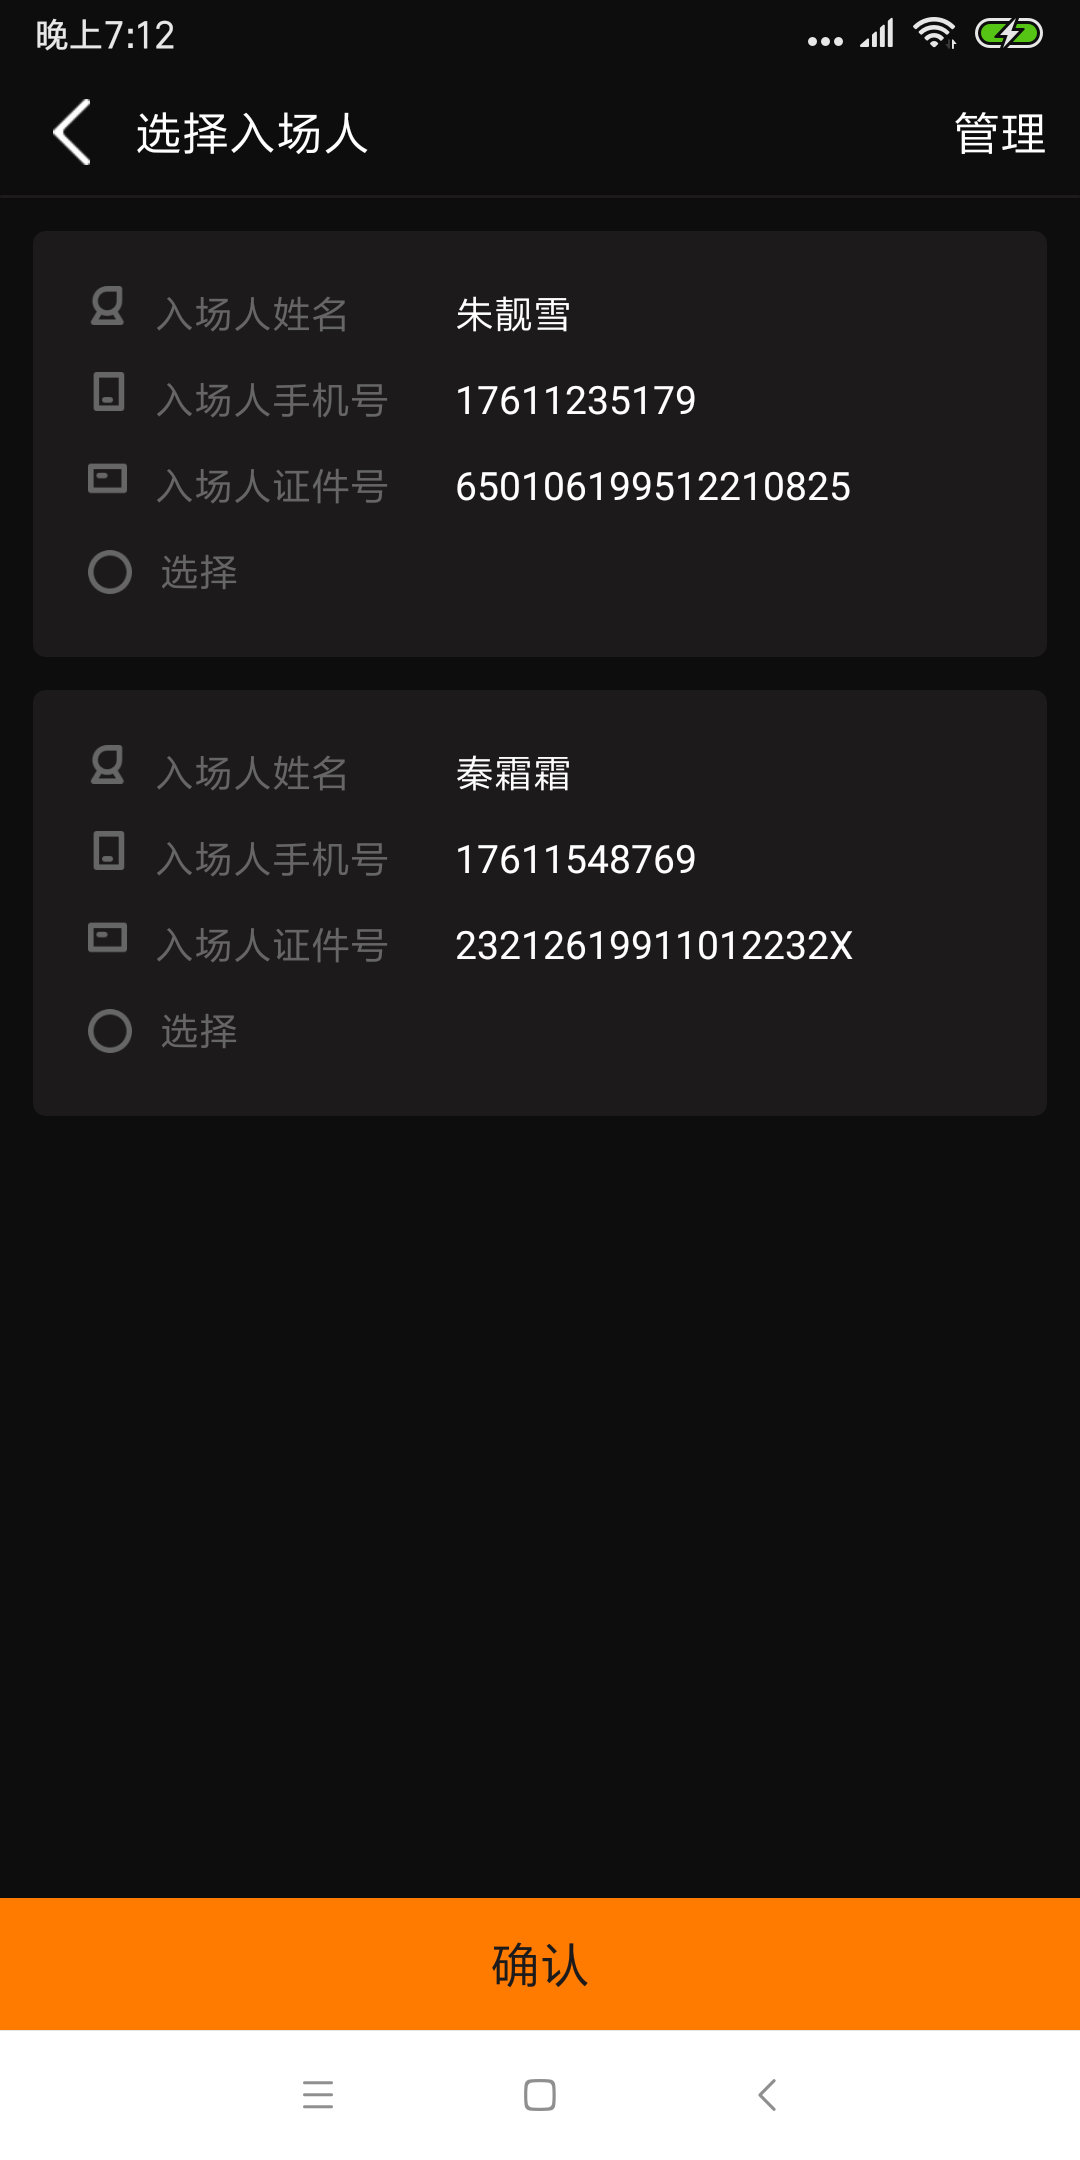 晚上7:12
选择入场人
管理
入场人姓名 朱靓雪
入场人手机号 17611235179
入场人证件号 650106199512210825
选择
入场人姓名 秦霜霜
入场人手机号 17611548769
入场人证件号 23212619911012232X
选择
确认